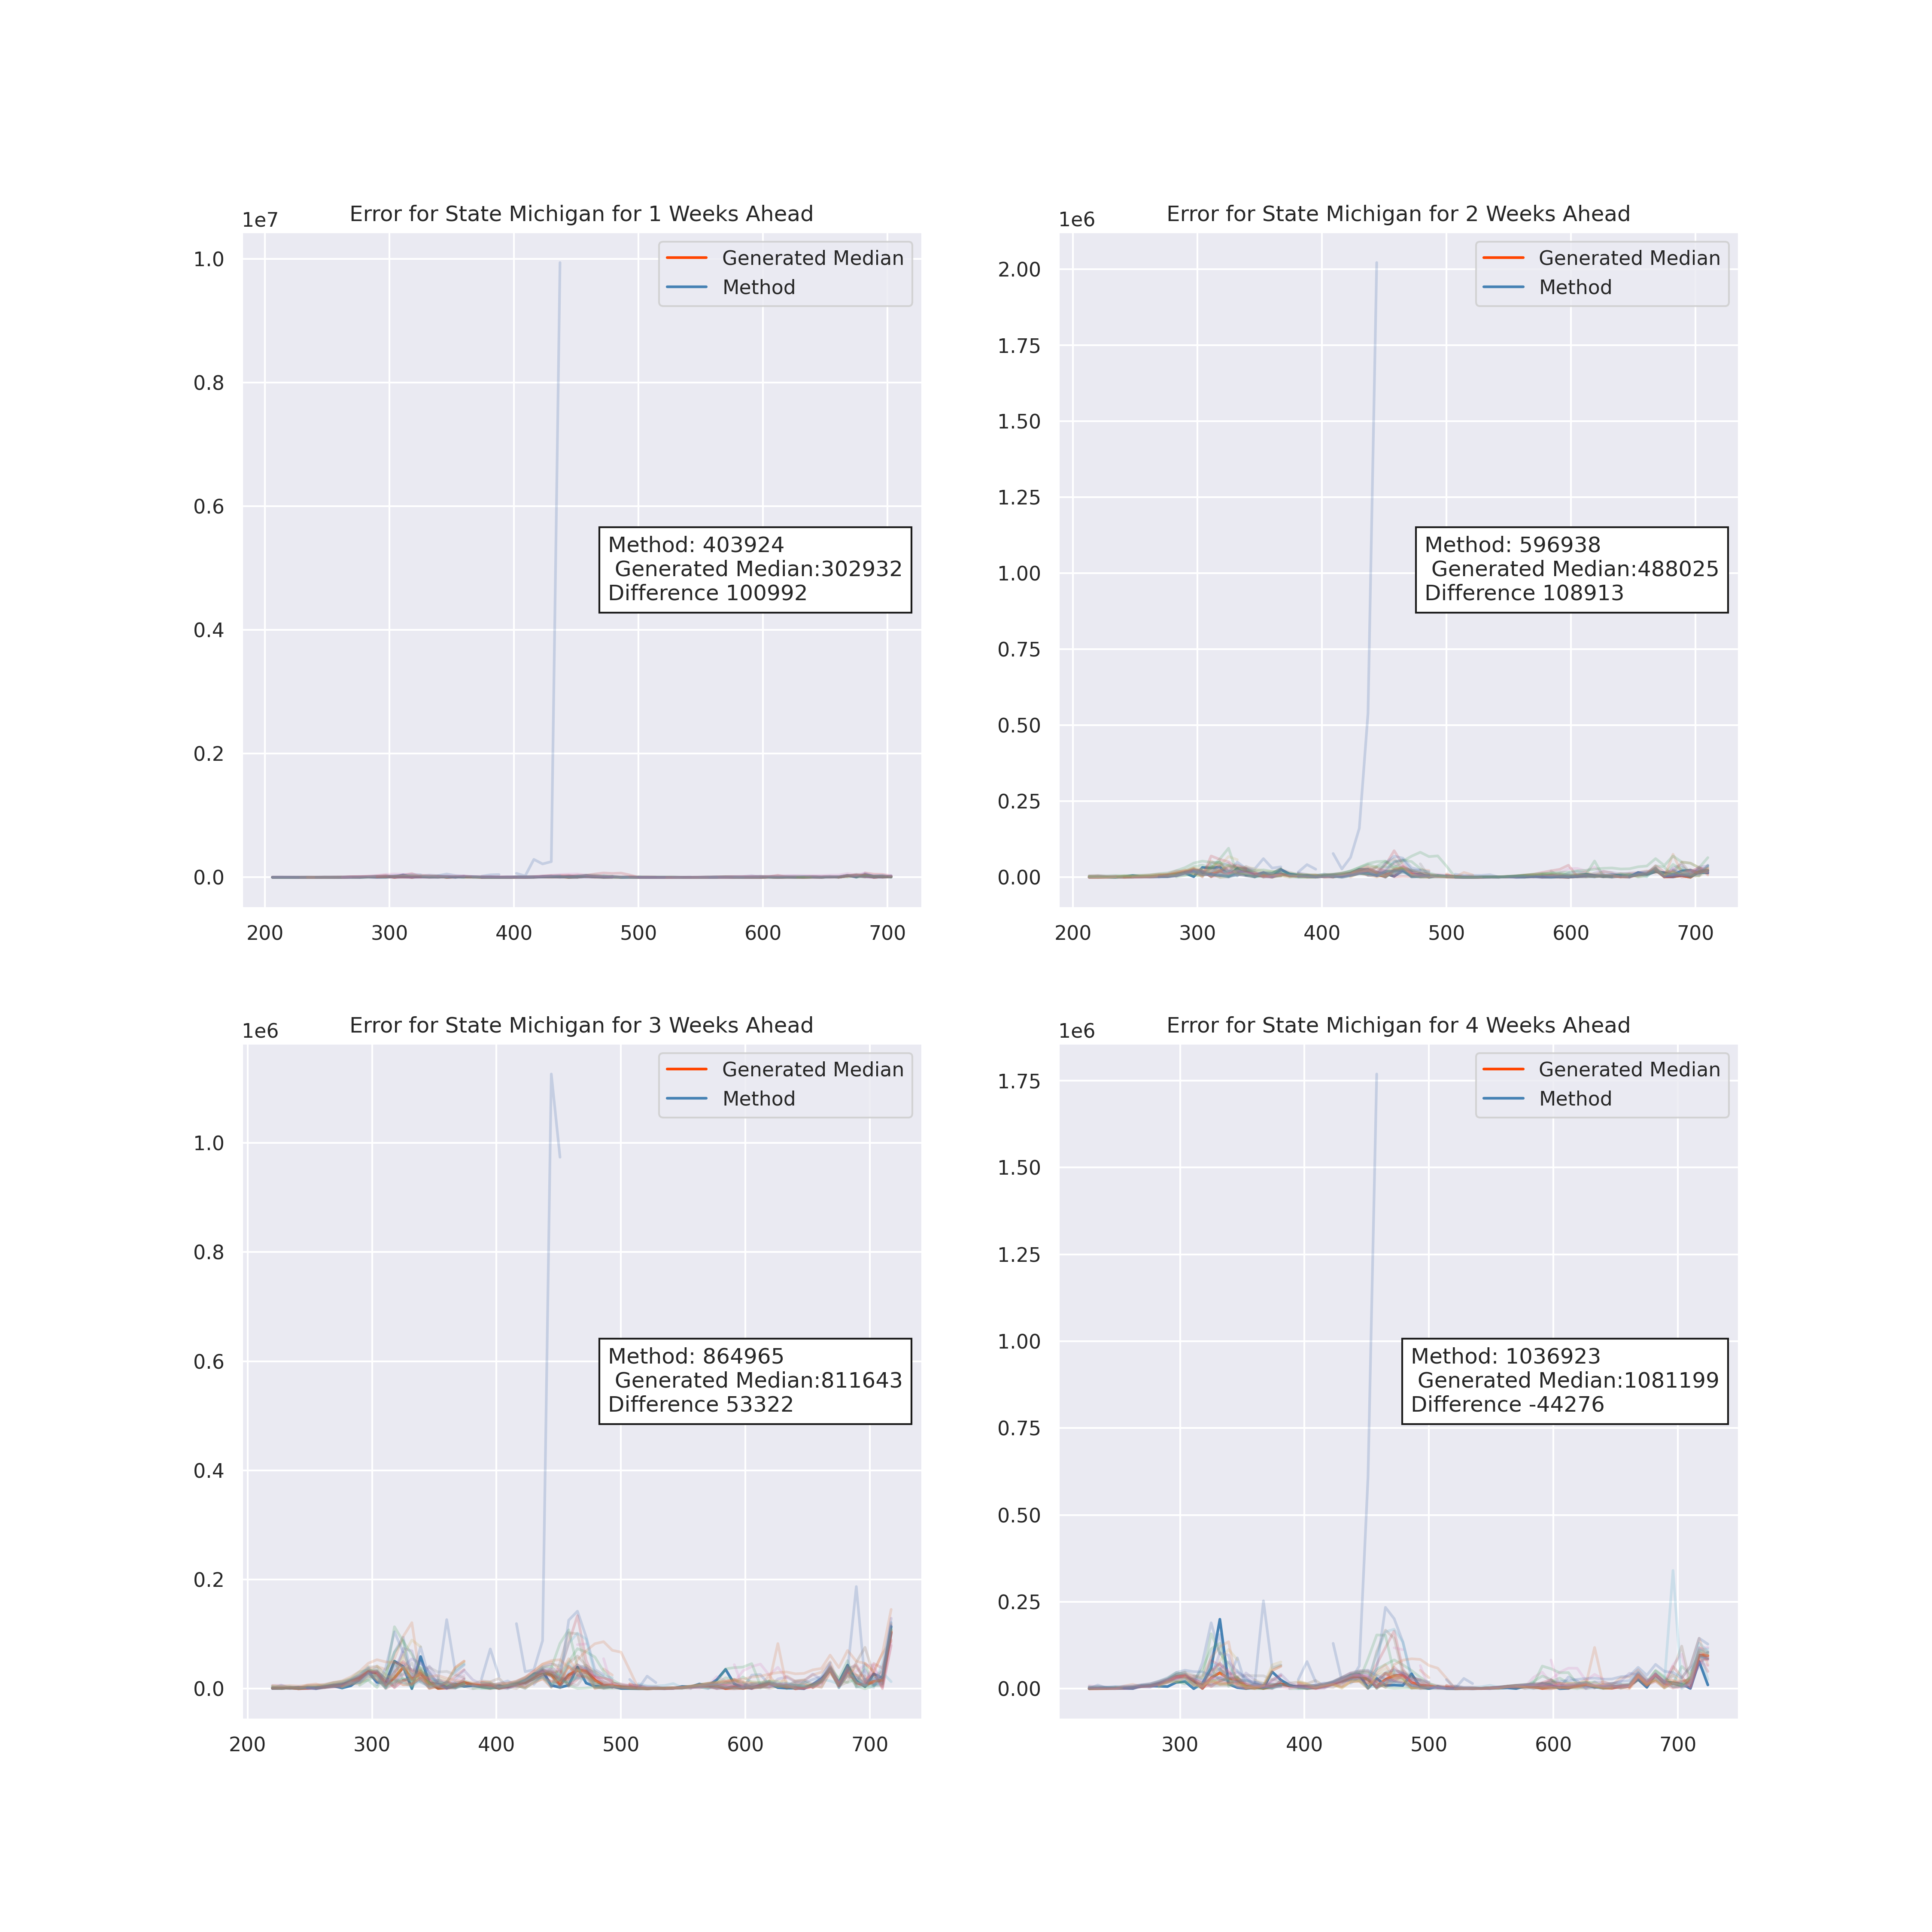 Error for State Michigan for 1 Weeks Ahead
1e7
1.0
0.8
0.6
0.4
0.2
0.0
200 300 400 500 600 700
Generated Median
Method
Method: 403924
Generated Median:302932
Difference 100992
Error for State Michigan for 2 Weeks Ahead
1e6
2.00
1.75
1.50
1.25
1.00
0.75
0.50
0.25
0.00
200 300 400 500 600 700
Generated Median
Method
Method: 596938
Generated Median:488025
Difference 108913
Error for State Michigan for 3 Weeks Ahead
1e6
1.0
0.8
0.6
0.4
0.2
0.0
200 300 400 500 600 700
Generated Median
Method
Method: 864965
Generated Median:811643
Difference 53322
Error for State Michigan for 4 Weeks Ahead
1e6
1.75
1.50
1.25
1.00
0.75
0.50
0.25
0.00
300 400 500 600 700
Generated Median
Method
Method: 1036923
Generated Median:1081199
Difference -44276